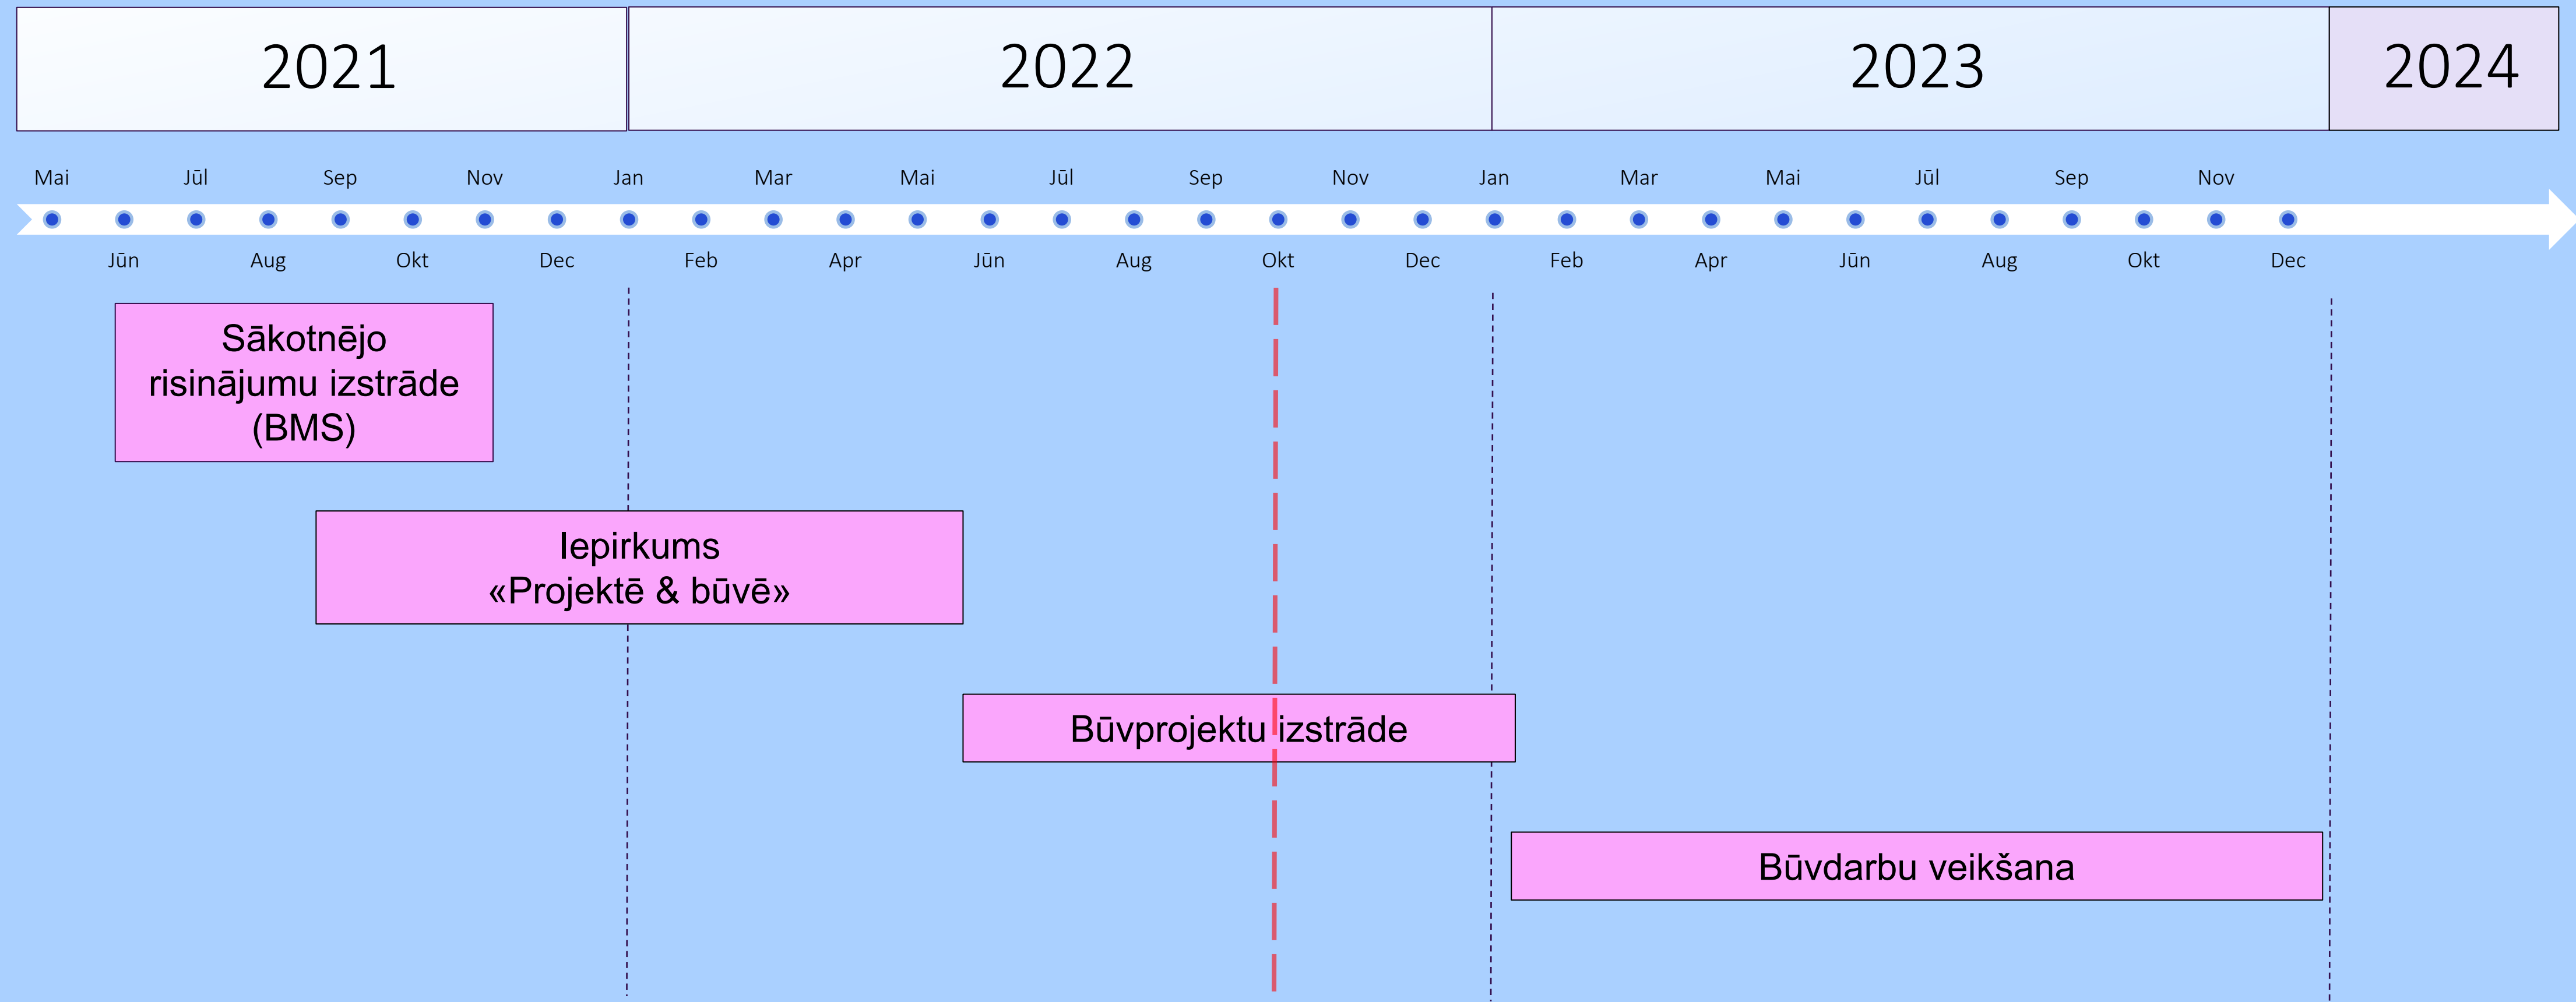 2021 2022 2023 2024
Mai Jūl Sep Nov Jan Mar Mai Jūl Sep Nov Jan Mar Mai Jūl Sep Nov
Jūn Aug Okt Dec Feb Apr Jūn Aug Okt Dec Feb Apr Jūn Aug Okt Dec
Sākotnējo
risinājumu izstrāde
(BMS)
Iepirkums
«Projektē & būvē»
Būvprojektu izstrāde
Būvdarbu veikšana